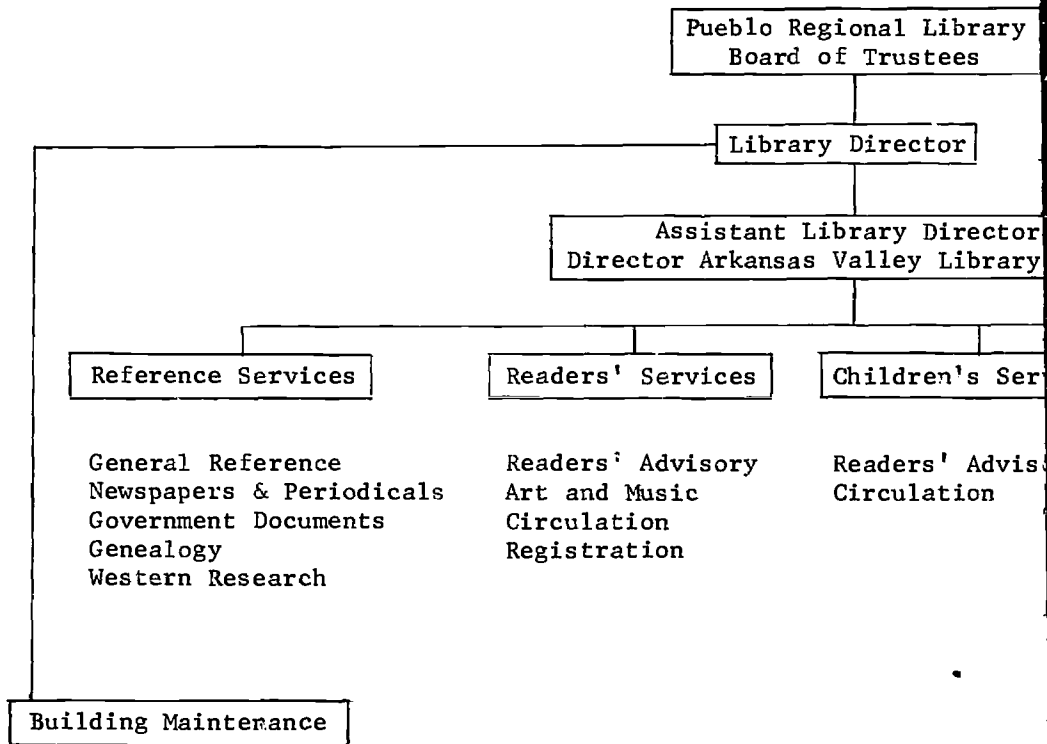 Pueblo Regional Library
Board of Trustees
Library Director
Assistant Library Director
Director Arkansas Valley Library
Reference Services
Readers' Services
Children's
General Reference
Newspapers & Periodicals
Government Documents
Genealogy
Western Research
Readers' Advisory
Art and Music
Circulation
Registration
Readers'
Circulation
Building Maintenance